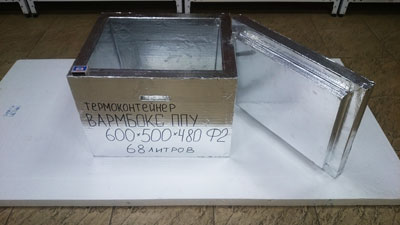 ТЕРМОКОНТЕЙНЕР
ВАРМБОКС ППУ
600*500*480 Ф2
68 ЛИТРОВ